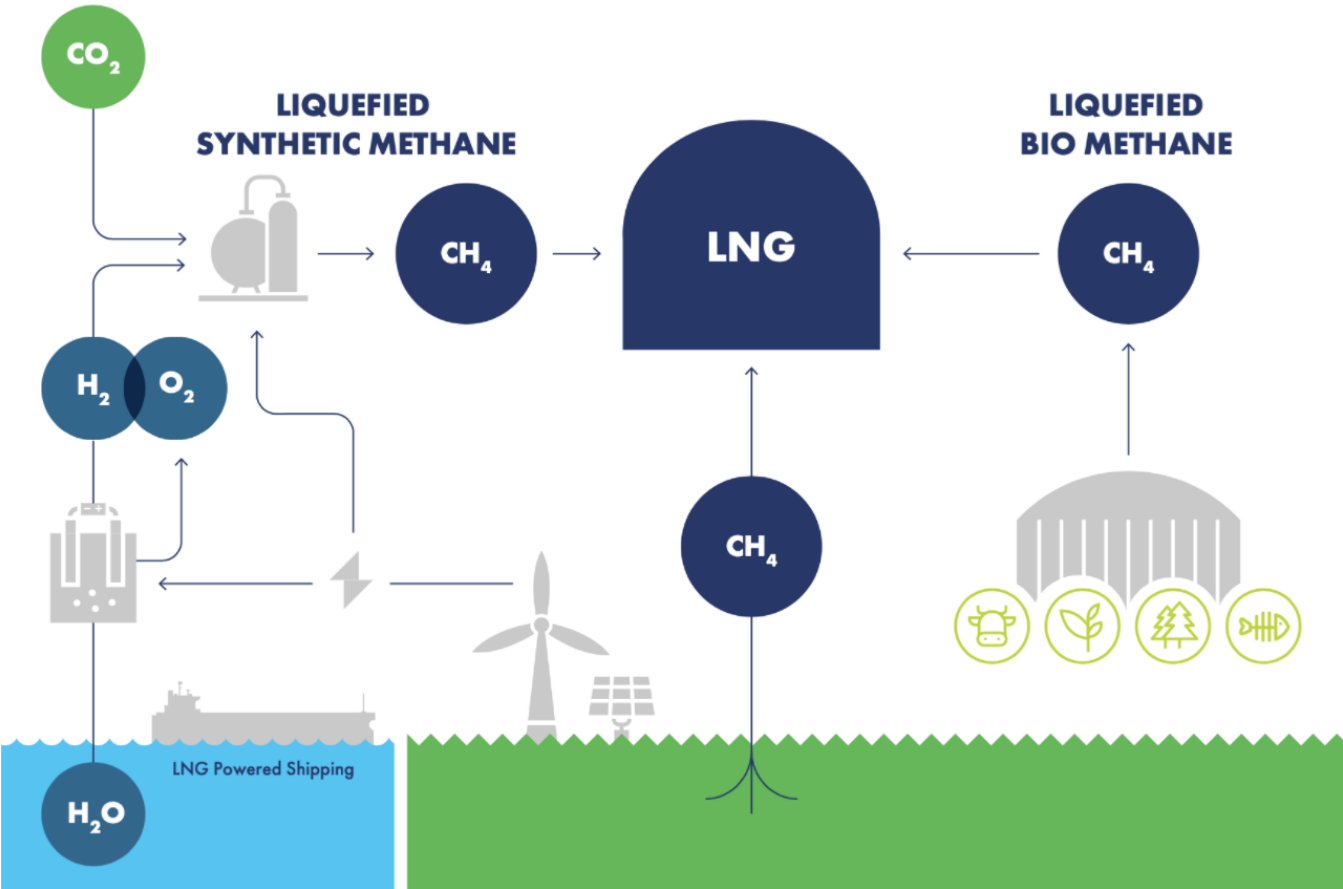 CO₂
LIQUEFIED
SYNTHETIC METHANE
LIQUEFIED
BIO METHANE
CH₄
LNG
CH₄
H₂
O₂
CH₄
LNG Powered Shipping
H₂O